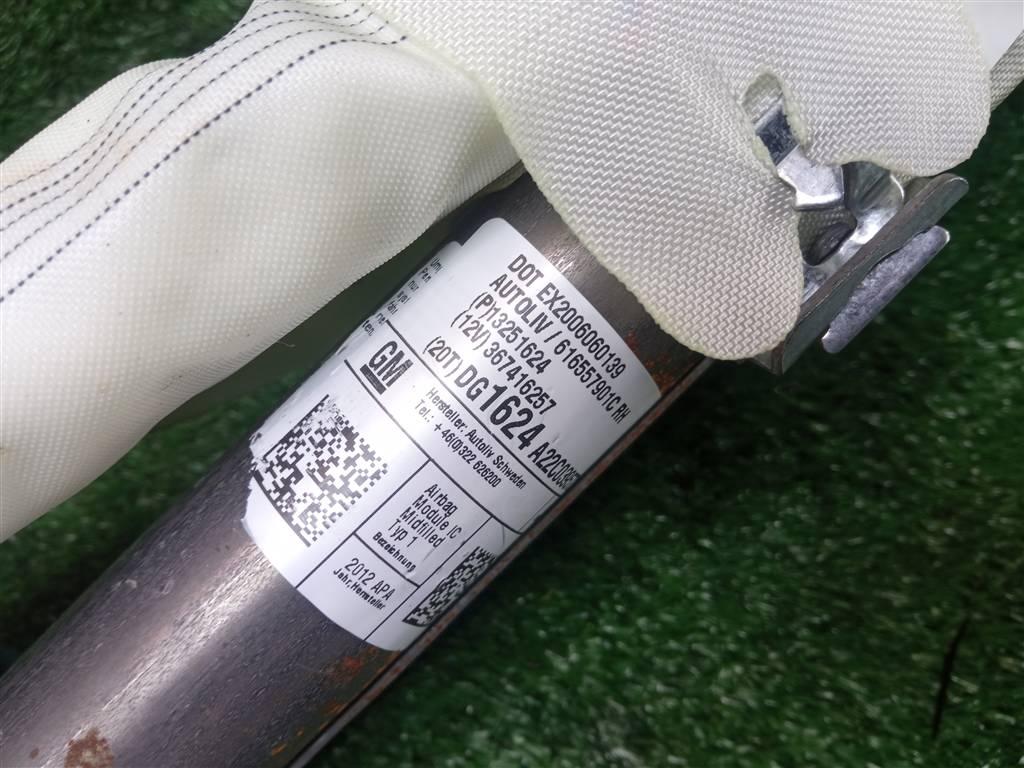 DOT EX2006060139
AUTOLIV / 616557901C RH
(P)13251624
(12V) 367416257
(20T) DG1624
GM
Hersteller: Autoliv Schweden
Tel.: + 46(0)322 626200
Airbag
Module IC
Midfilled
Typ 1
Bezeichnung
2012 APA
Jahr, Hersteller